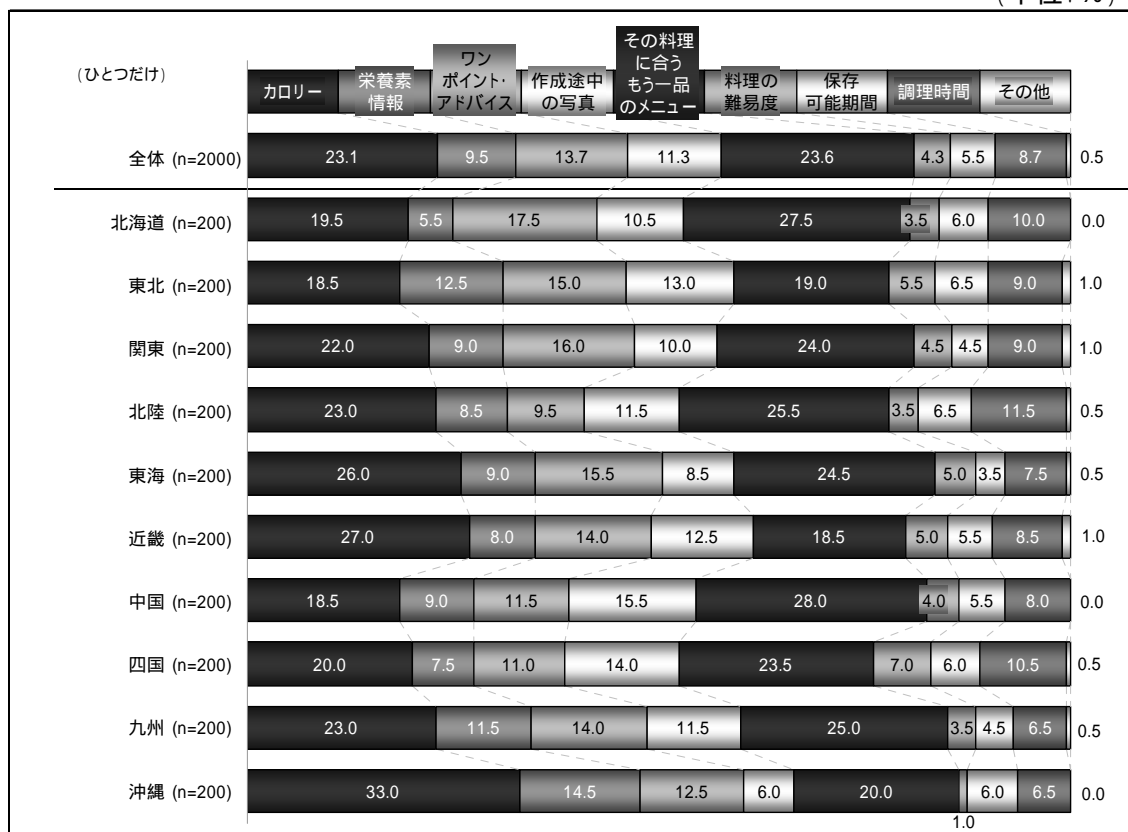 (ひとつだけ)
カロリー
栄養素
情報
ワン
ポイント・
アドバイス
作成途中
の写真
その料理
に合う
もう一品
のメニュー
料理の
難易度
保存
可能期間
調理時間
その他
全体 (n=2000) 23.1 9.5 13.7 11.3 23.6 4.3 5.5 8.7 0.5
北海道 (n=200) 19.5 5.5 17.5 10.5 27.5 3.5 6.0 10.0 0.0
東北 (n=200) 18.5 12.5 15.0 13.0 19.0 5.5 6.5 9.0 1.0
関東 (n=200) 22.0 9.0 16.0 10.0 24.0 4.5 4.5 9.0 1.0
北陸 (n=200) 23.0 8.5 9.5 11.5 25.5 3.5 6.5 11.5 0.5
東海 (n=200) 26.0 9.0 15.5 8.5 24.5 5.0 3.5 7.5 0.5
近畿 (n=200) 27.0 8.0 14.0 12.5 18.5 5.0 5.5 8.5 1.0
中国 (n=200) 18.5 9.0 11.5 15.5 28.0 4.0 5.5 8.0 0.0
四国 (n=200) 20.0 7.5 11.0 14.0 23.5 7.0 6.0 10.5 0.5
九州 (n=200) 23.0 11.5 14.0 11.5 25.0 3.5 4.5 6.5 0.5
沖縄 (n=200) 33.0 14.5 12.5 6.0 20.0 6.0 6.5 0.0
1.0